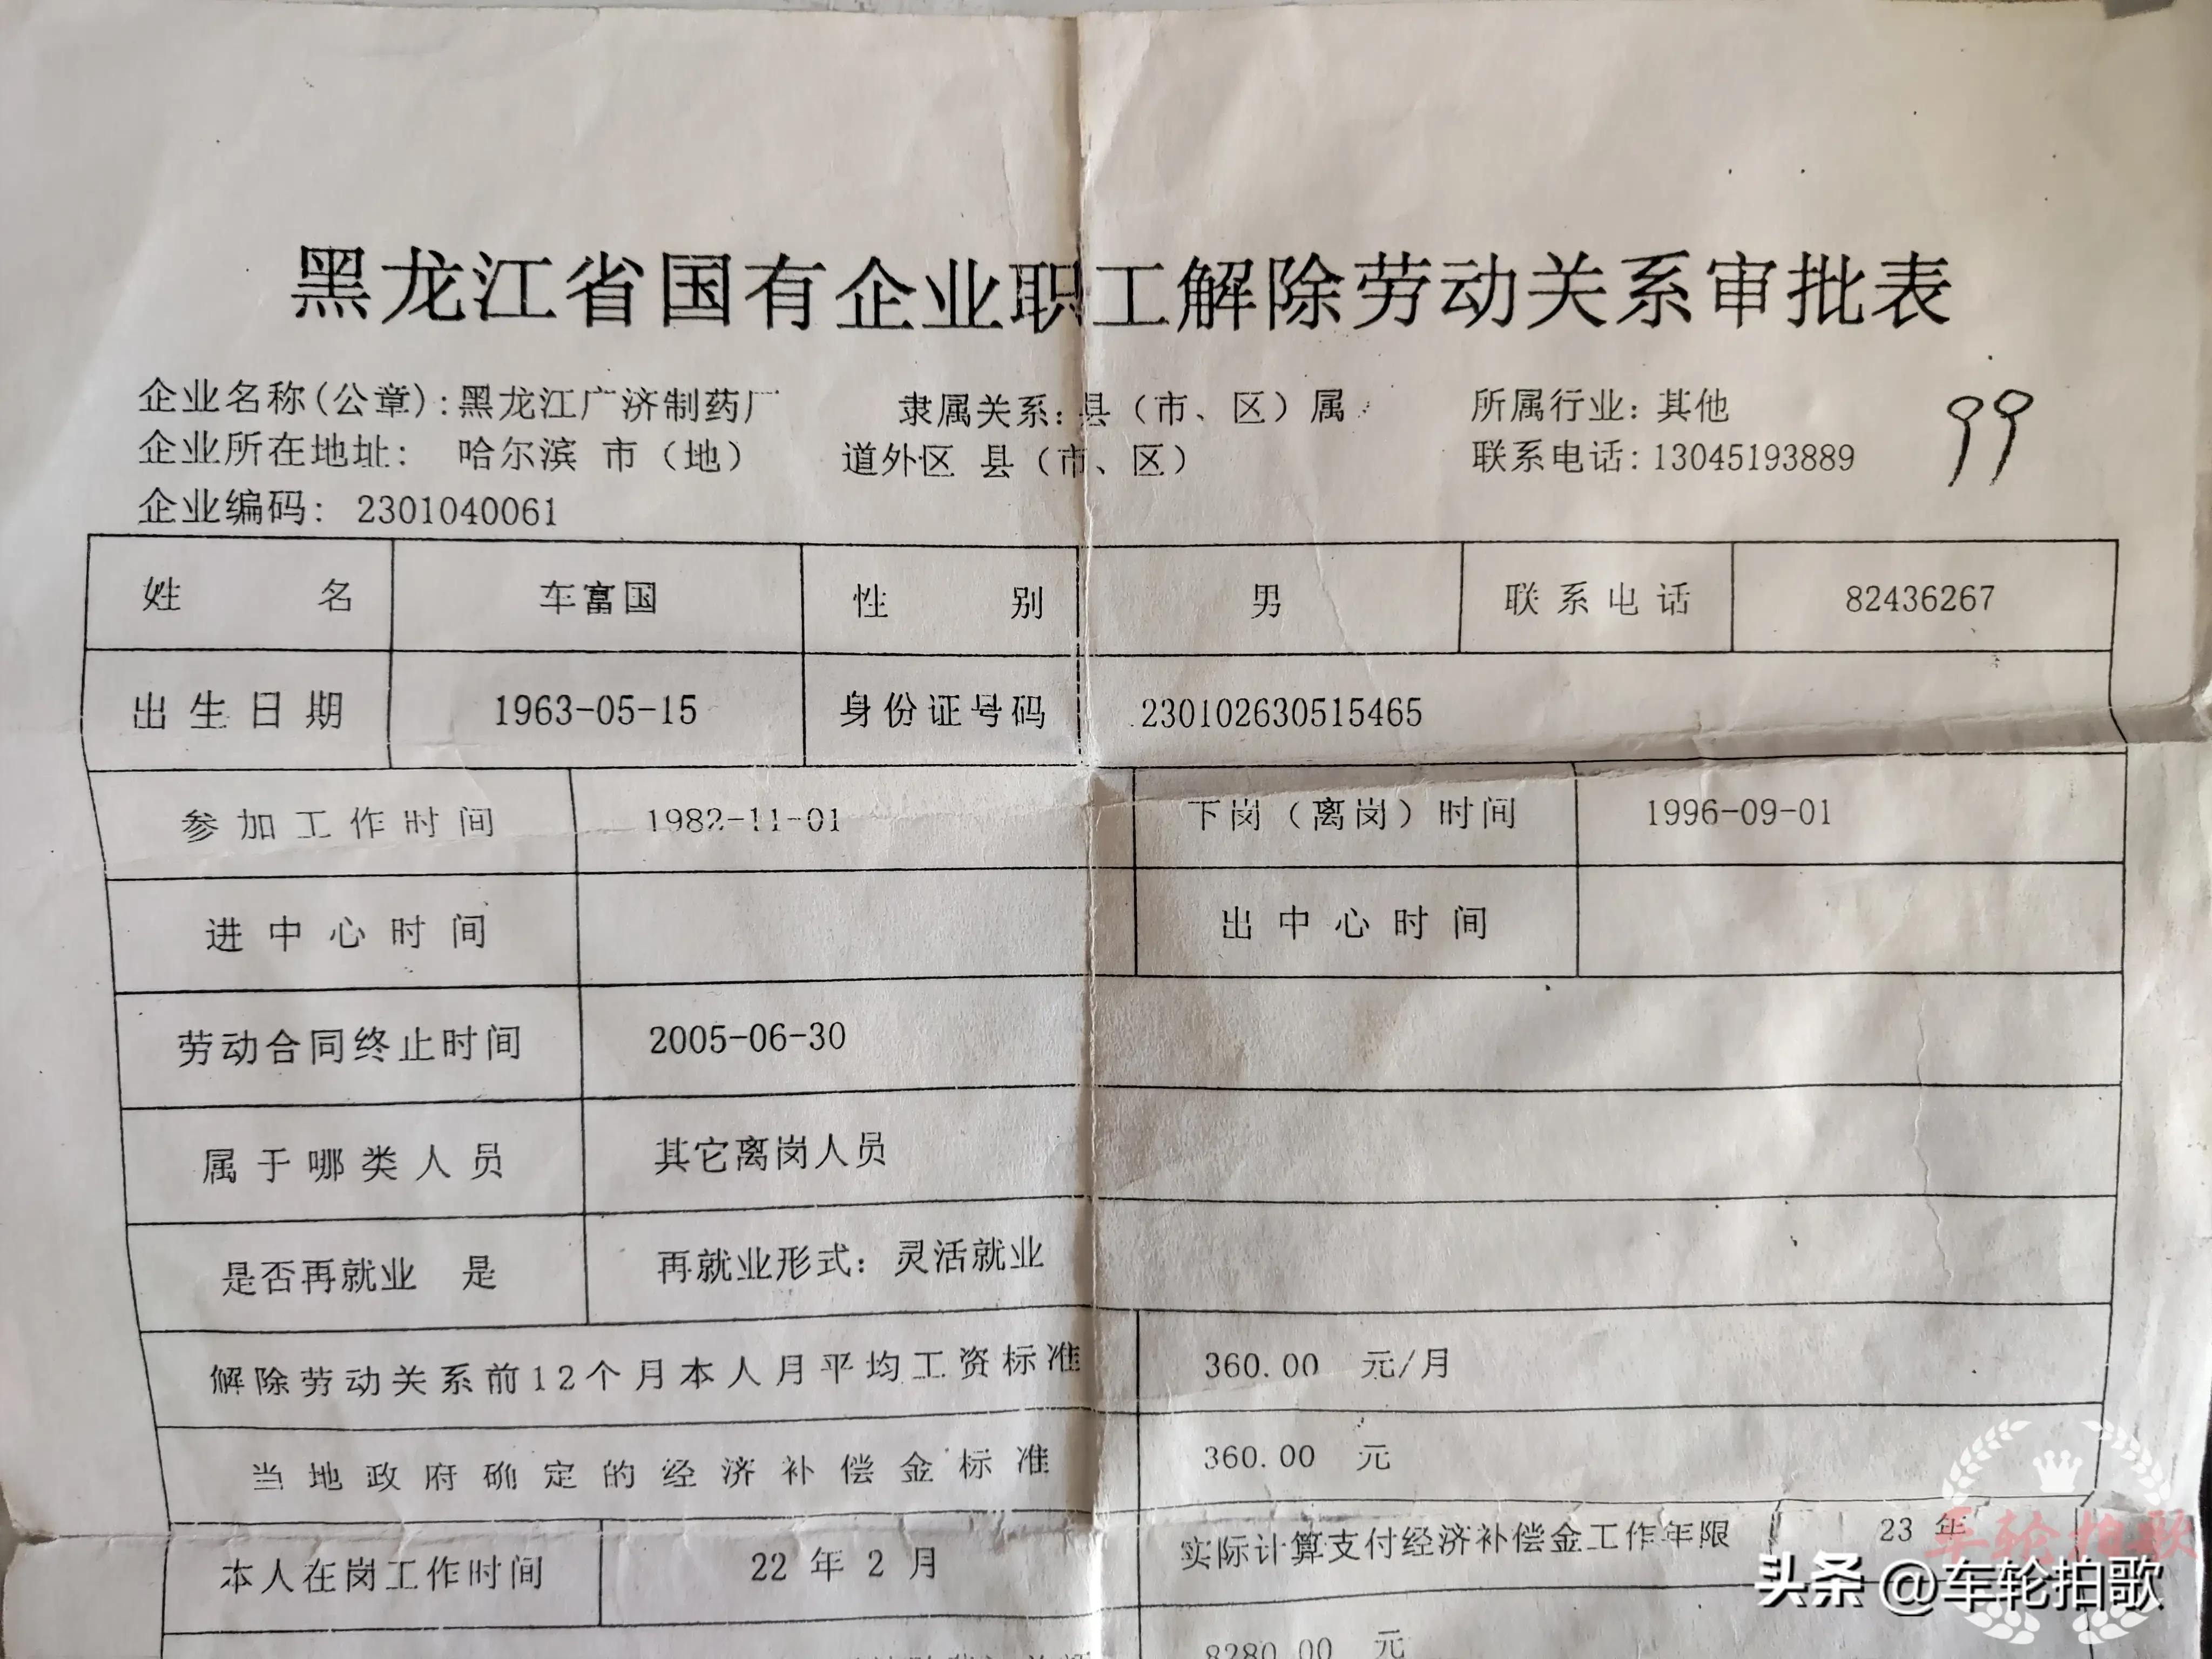 黑龙江省国有企业职工解除劳动关系审批表
企业名称(公章):黑龙江广济制药厂 隶属关系:县(市、区)属 所属行业:其他
企业所在地址: 哈尔滨 市(地) 道外区 县(市、区) 联系电话:13045193889
99
企业编码: 2301040061
姓名 车富国 性别 男 联系电话 82436267
出生日期 1963-05-15 身份证号码 230102630515465
参加工作时间 1982-11-01 下岗(离岗)时间 1996-09-01
进中心时间 出中心时间
劳动合同终止时间 2005-06-30
属于哪类人员 其它离岗人员
是否再就业 是 再就业形式:灵活就业
解除劳动关系前12个月本人月平均工资标准 360.00 元/月
当地政府确定的经济补偿金标准 360.00 元
本人在岗工作时间 22 年 2 月 实际计算支付经济补偿金工作年限 23 年
8280.00 元
车轮拍歌
头条 @车轮拍歌